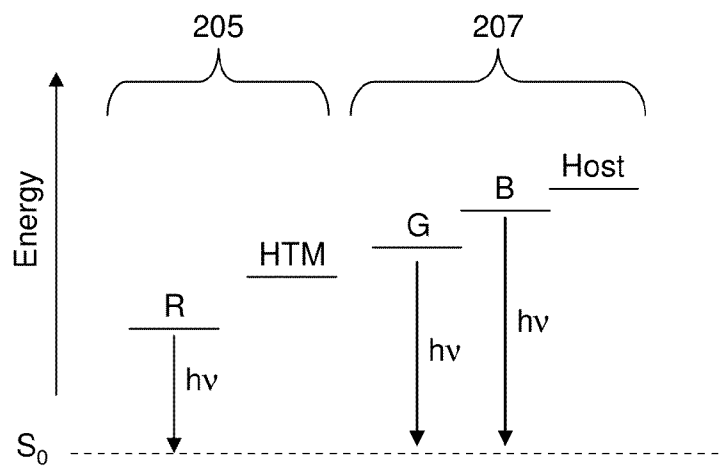 205 207
Energy
Host
B
G
HTM
R
hν
hν
hν
S₀